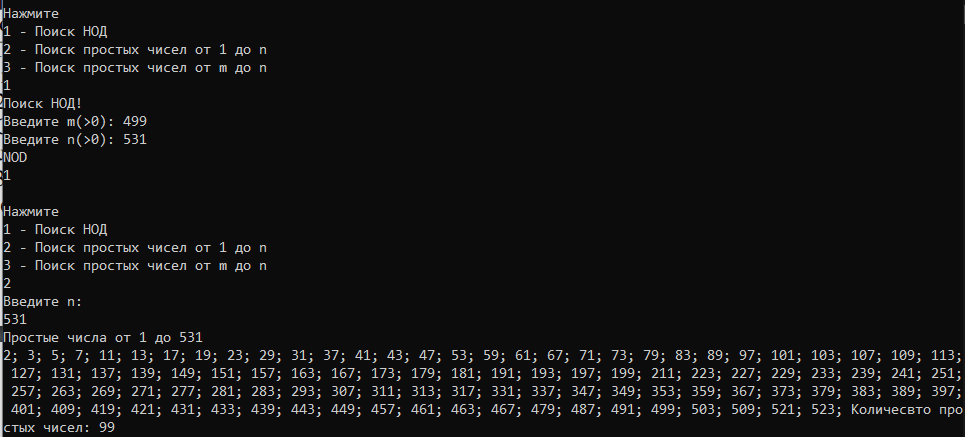 Нажмите
1 - Поиск НОД
2 - Поиск простых чисел от 1 до n
3 - Поиск простых чисел от m до n
1
Поиск НОД!
Введите m(>0): 499
Введите n(>0): 531
NOD
1
Нажмите
1 - Поиск НОД
2 - Поиск простых чисел от 1 до n
3 - Поиск простых чисел от m до n
2
Введите n:
531
Простые числа от 1 до 531
2; 3; 5; 7; 11; 13; 17; 19; 23; 29; 31; 37; 41; 43; 47; 53; 59; 61; 67; 71; 73; 79; 83; 89; 97; 101; 103; 107; 109; 113;
127; 131; 137; 139; 149; 151; 157; 163; 167; 173; 179; 181; 191; 193; 197; 199; 211; 223; 227; 229; 233; 239; 241; 251;
257; 263; 269; 271; 277; 281; 283; 293; 307; 311; 313; 317; 331; 337; 347; 349; 353; 359; 367; 373; 379; 383; 389; 397;
401; 409; 419; 421; 431; 433; 439; 443; 449; 457; 461; 463; 467; 479; 487; 491; 499; 503; 509; 521; 523; Количесвто про
стых чисел: 99